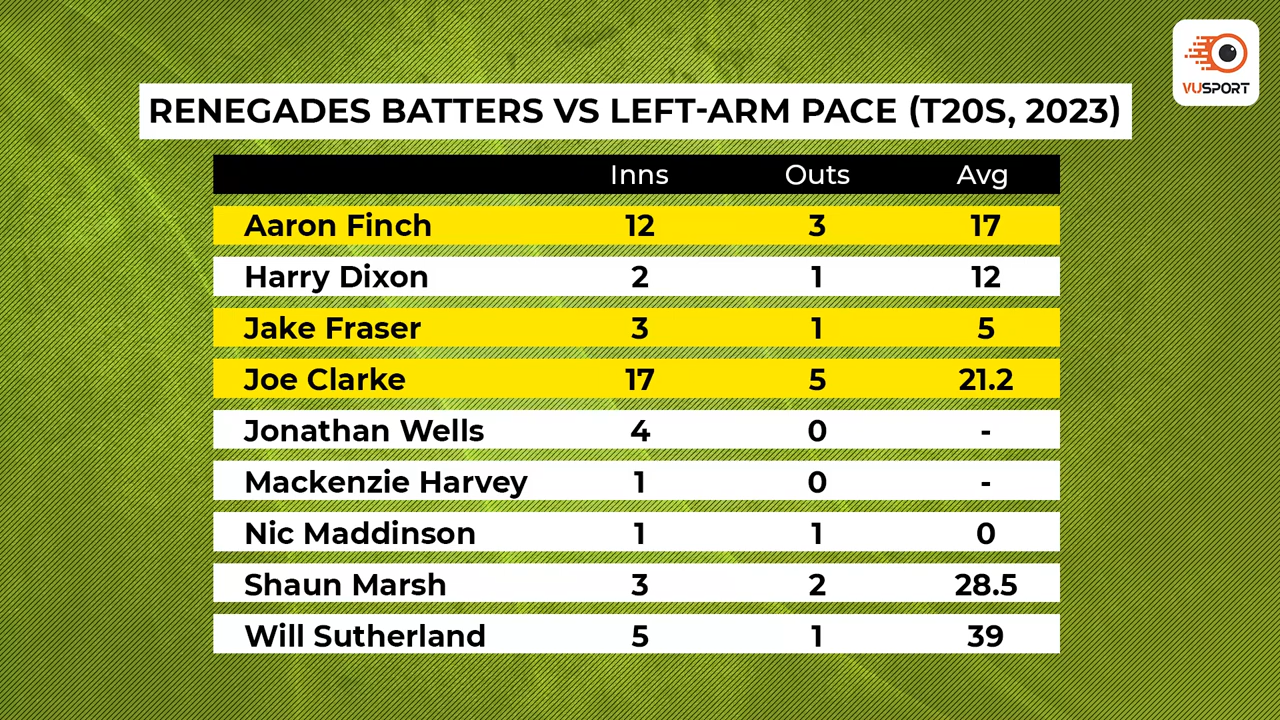 VUSPORT
RENEGADES BATTERS VS LEFT-ARM PACE (T20S, 2023)
Inns Outs Avg
Aaron Finch 12 3 17
Harry Dixon 2 1 12
Jake Fraser 3 1 5
Joe Clarke 17 5 21.2
Jonathan Wells 4 0 -
Mackenzie Harvey 1 0 -
Nic Maddinson 1 1 0
Shaun Marsh 3 2 28.5
Will Sutherland 5 1 39